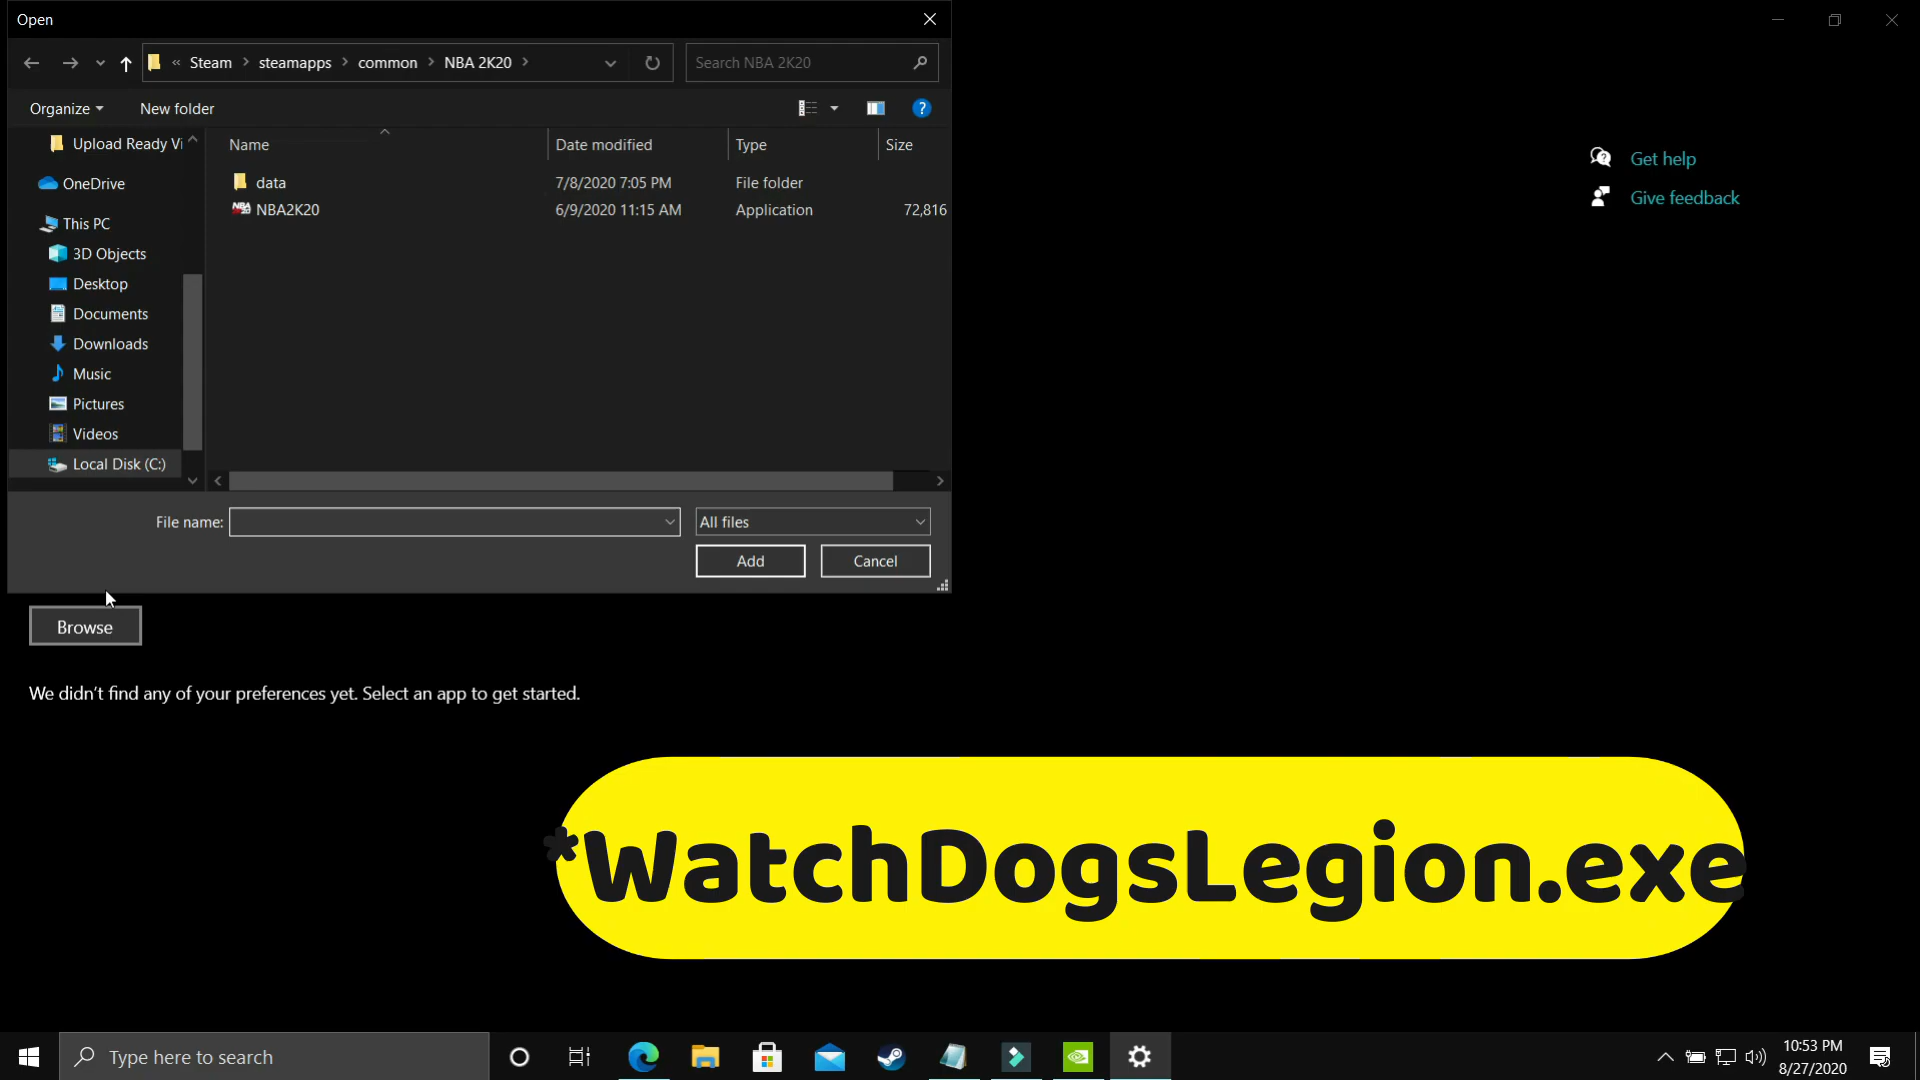 Open
« Steam > steamapps > common > NBA 2K20 >
Search NBA 2K20
Organize
New folder
Name
Date modified
Type
Size
Upload Ready Vi
OneDrive
This PC
3D Objects
Desktop
Documents
Downloads
Music
Pictures
Videos
Local Disk (C:)
data
7/8/2020 7:05 PM
File folder
NBA2K20
6/9/2020 11:15 AM
Application
72,816
File name:
All files
Add
Cancel
Get help
Give feedback
Browse
We didn't find any of your preferences yet. Select an app to get started.
*WatchDogsLegion.exe
Type here to search
10:53 PM
8/27/2020